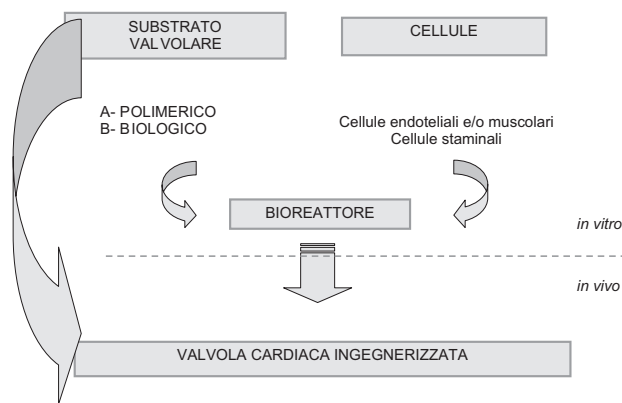 SUBSTRATO
VALVOLARE
CELLULE
A- POLIMERICO
B- BIOLOGICO
Cellule endoteliali e/o muscolari
Cellule staminali
BIOREATTORE
in vitro
in vivo
VALVOLA CARDIACA INGEGNERIZZATA